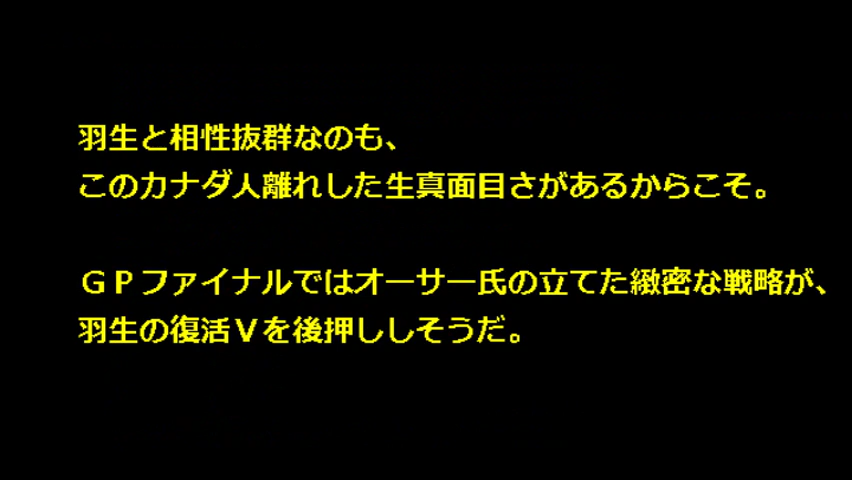 羽生と相性抜群なのも、
このカナダ人離れした生真面目さがあるからこそ。
ＧＰファイナルではオーサー氏の立てた緻密な戦略が、
羽生の復活Ｖを後押ししそうだ。